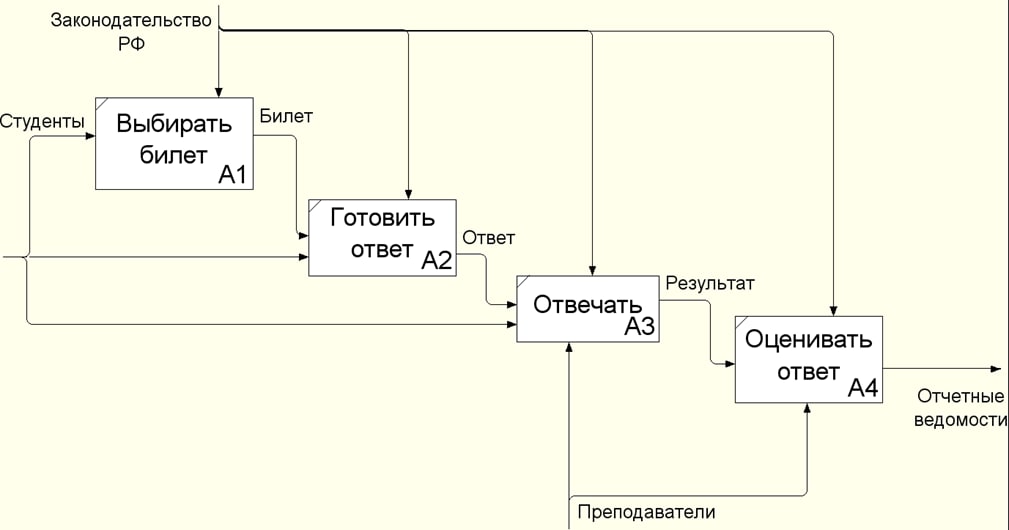 Законодательство
РФ
Студенты
Выбирать
билет
A1
Билет
Готовить
ответ
A2
Ответ
Отвечать
A3
Результат
Оценивать
ответ
A4
Отчетные
ведомости
Преподаватели